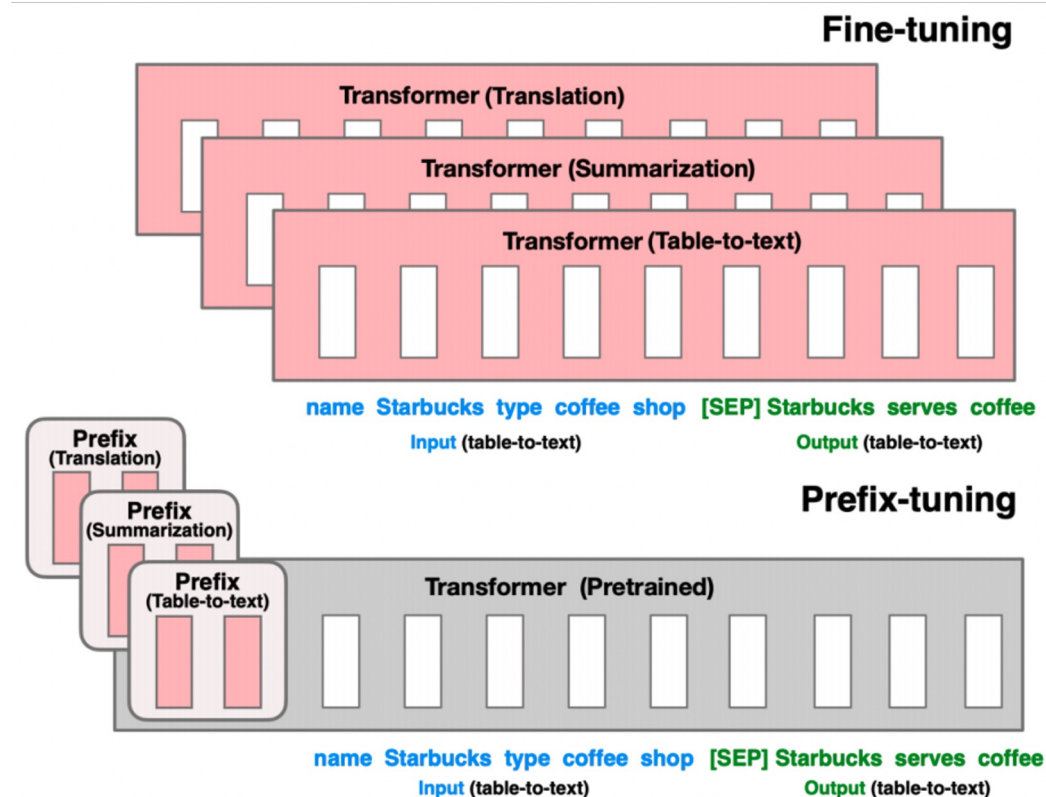 Fine-tuning
Transformer (Translation)
Transformer (Summarization)
Transformer (Table-to-text)
name Starbucks type coffee shop [SEP] Starbucks serves coffee
Input (table-to-text) Output (table-to-text)
Prefix
(Translation)
Prefix-tuning
Prefix
(Summarization)
Prefix
(Table-to-text)
Transformer (Pretrained)
name Starbucks type coffee shop [SEP] Starbucks serves coffee
Input (table-to-text) Output (table-to-text)